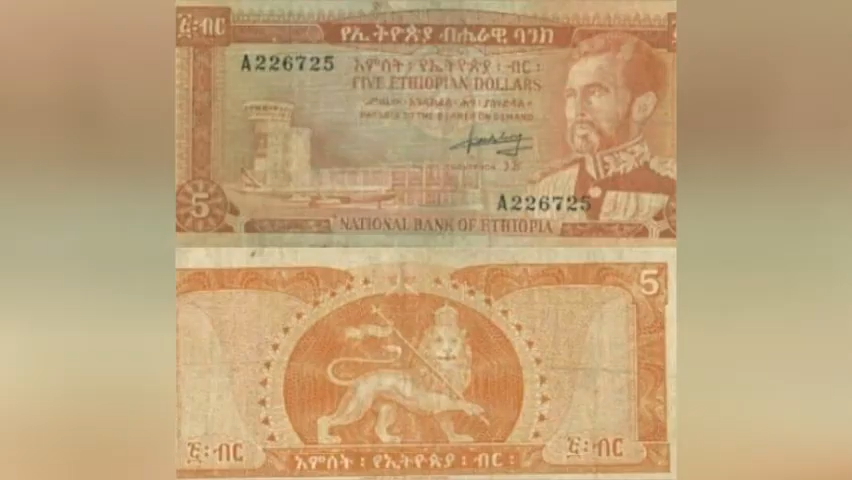 ፭፡ብር
የኢትዮጵያ ብሔራዊ ባንክ
A226725
አምስት፡ የኢትዮጵያ፡ ብር፡
FIVE ETHIOPIAN DOLLARS
PAYABLE TO THE BEARER ON DEMAND
A226725
5
NATIONAL BANK OF ETHIOPIA
5
፭፡ብር
፭፡ብር
አምስት፡ የኢትዮጵያ፡ ብር፡